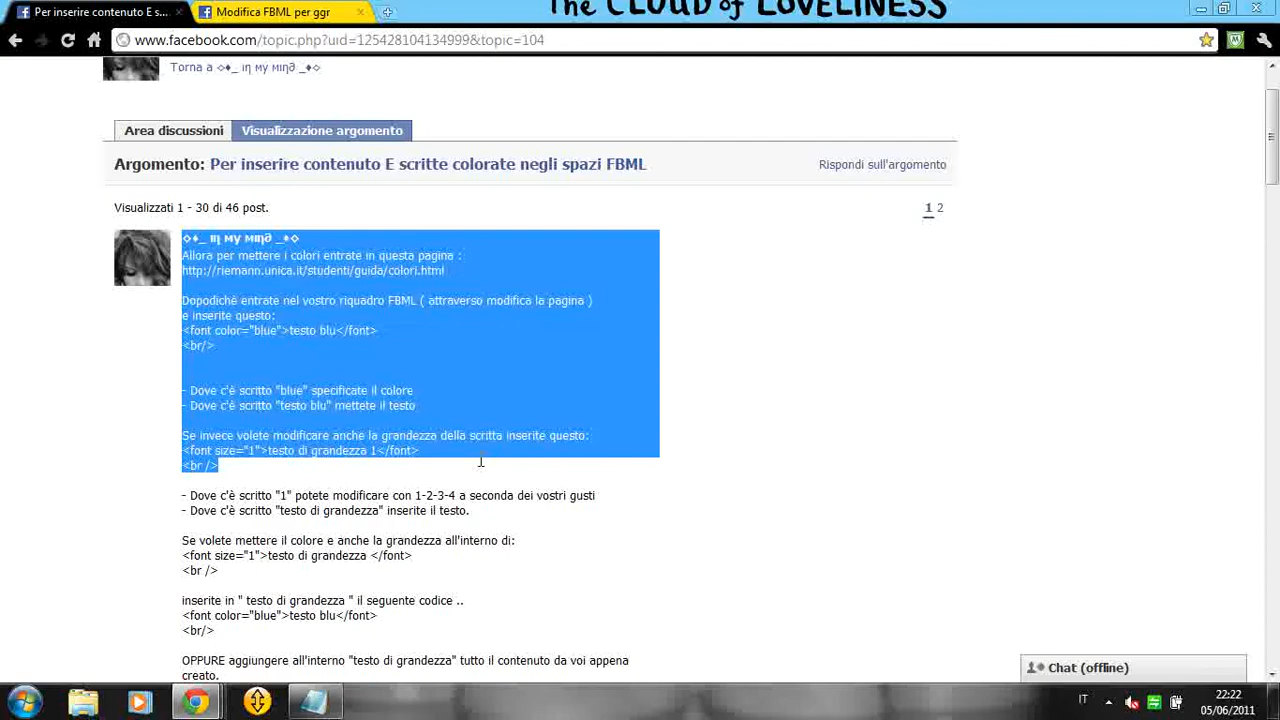 The CLOUD of LOVELINESS
Per inserire contenuto E s...
Modifica FBML per ggr
www.facebook.com/topic.php?uid=125428104134999&topic=104
Torna a ◇♦_ ιη мy мιη∂ _♦◇
Area discussioni
Visualizzazione argomento
Argomento: Per inserire contenuto E scritte colorate negli spazi FBML
Rispondi sull'argomento
Visualizzati 1 - 30 di 46 post.
1 2
◇♦_ ιη мy мιη∂ _♦◇
Allora per mettere i colori entrate in questa pagina :
http://riemann.unica.it/studenti/guida/colori.html
Dopodichè entrate nel vostro riquadro FBML ( attraverso modifica la pagina )
e inserite questo:
<font color="blue">testo blu</font>
<br/>
- Dove c'è scritto "blue" specificate il colore
- Dove c'è scritto "testo blu" mettete il testo
Se invece volete modificare anche la grandezza della scritta inserite questo:
<font size="1">testo di grandezza 1</font>
<br />
- Dove c'è scritto "1" potete modificare con 1-2-3-4 a seconda dei vostri gusti
- Dove c'è scritto "testo di grandezza" inserite il testo.
Se volete mettere il colore e anche la grandezza all'interno di:
<font size="1">testo di grandezza </font>
<br />
inserite in " testo di grandezza " il seguente codice ..
<font color="blue">testo blu</font>
<br/>
OPPURE aggiungere all'interno "testo di grandezza" tutto il contenuto da voi appena
creato.
Chat (offline)
IT
22:22
05/06/2011